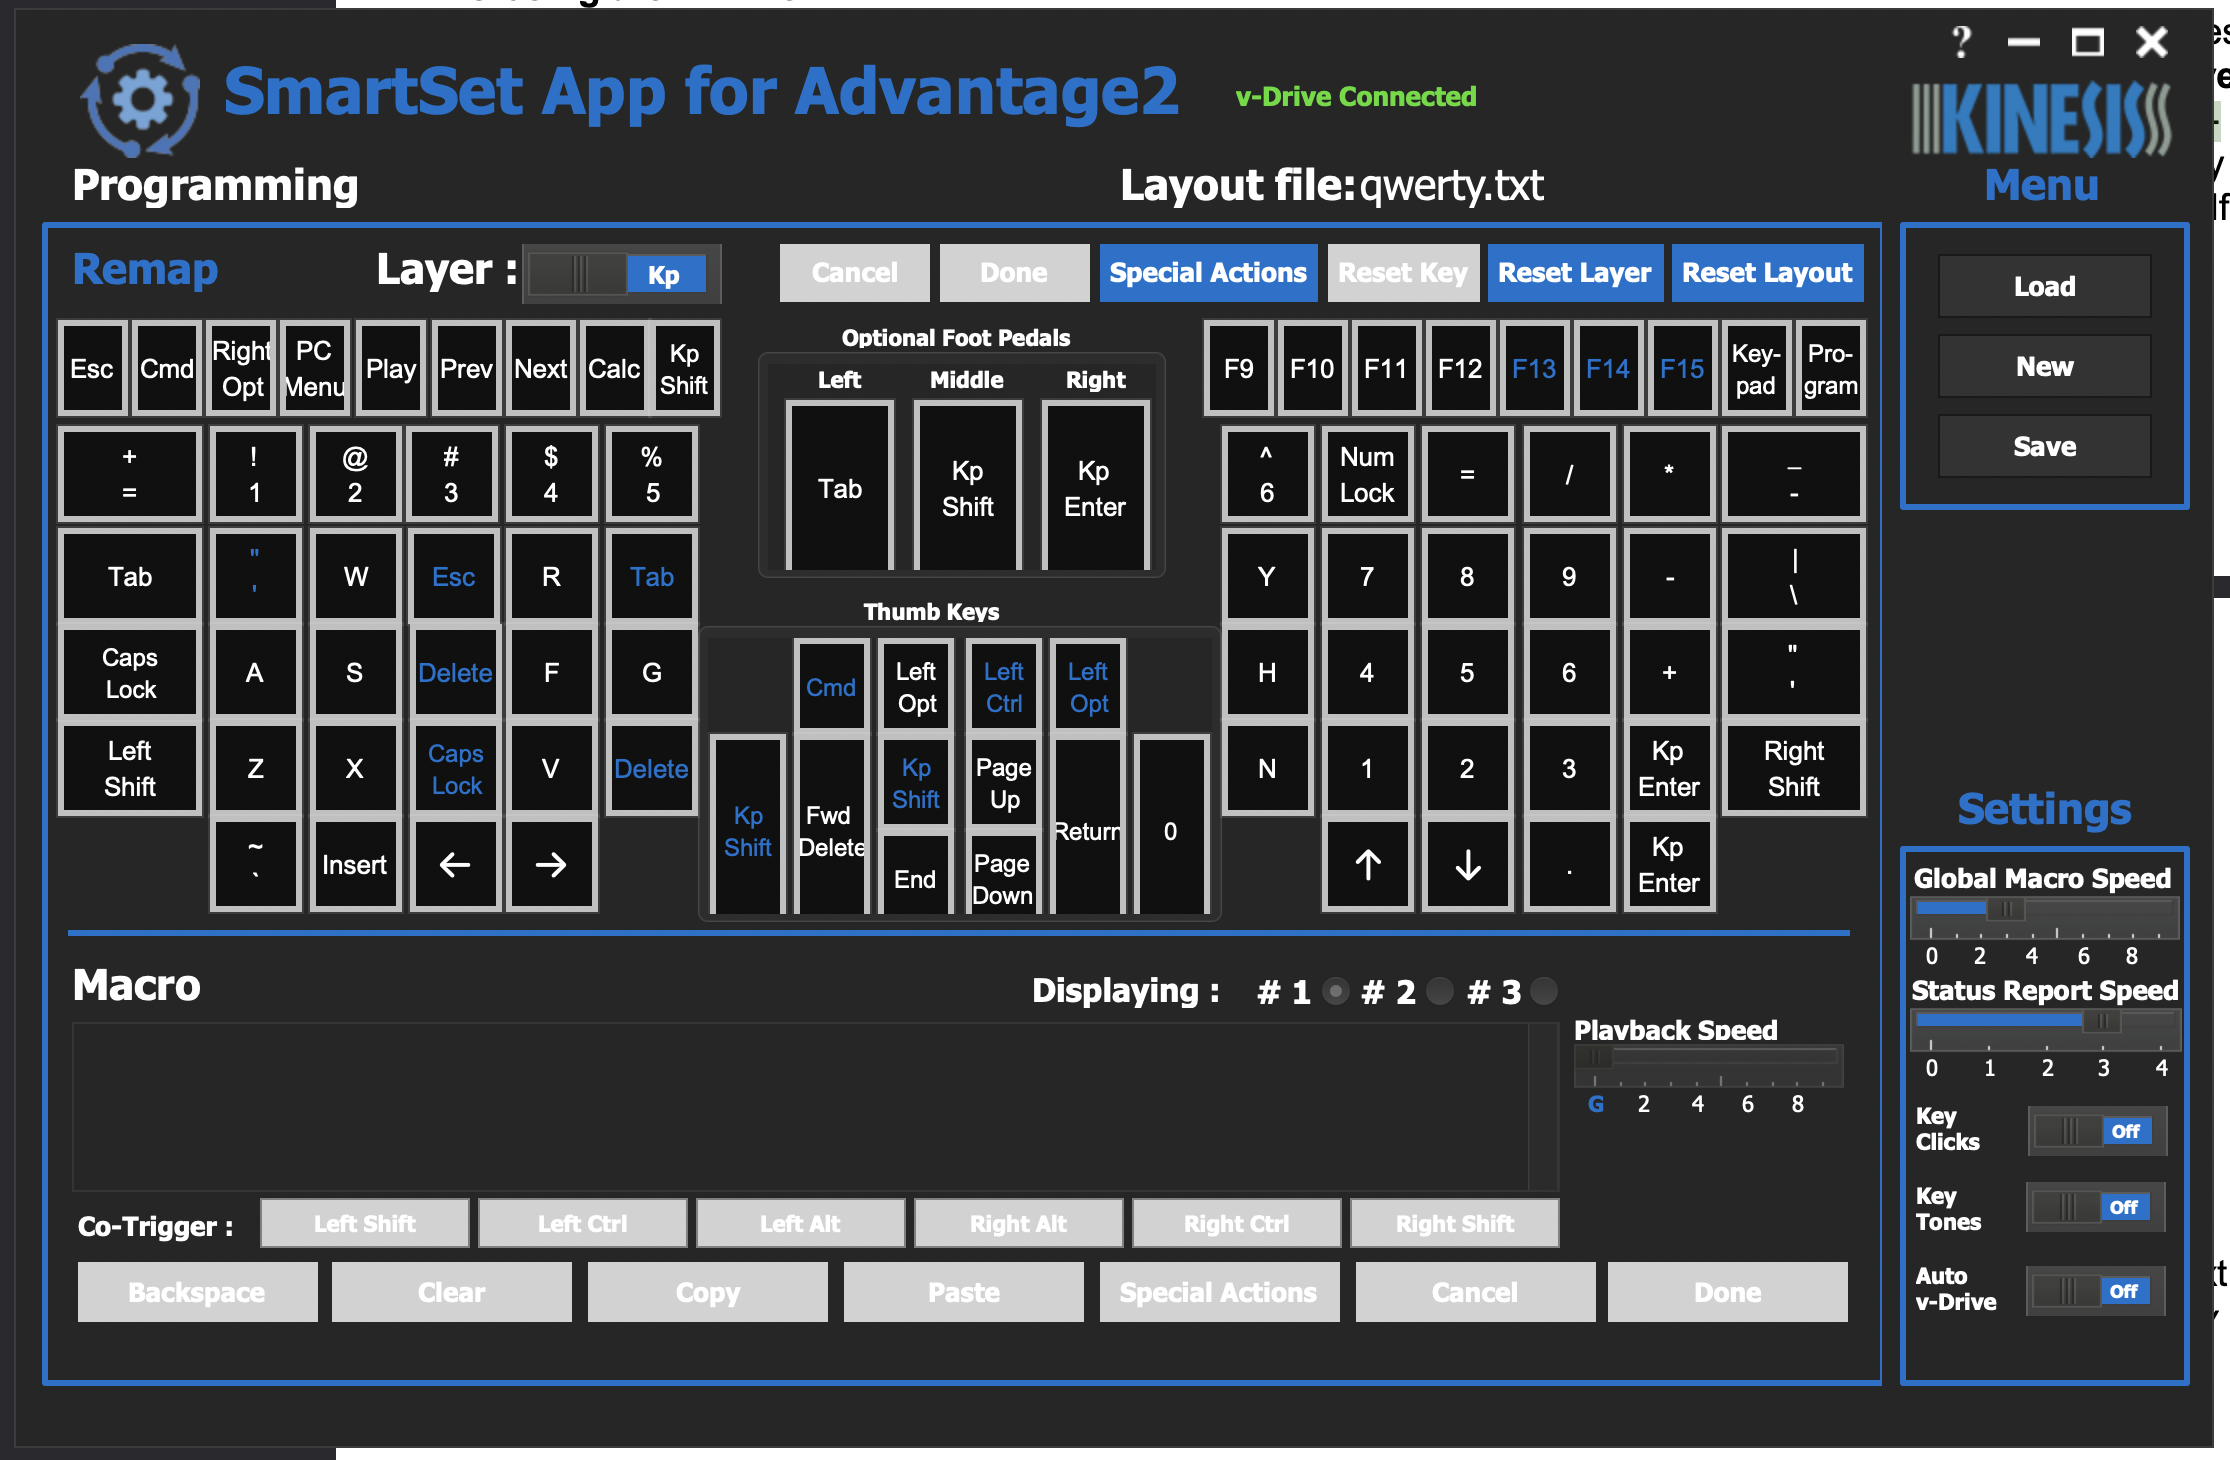 SmartSet App for Advantage2
v-Drive Connected
KINESIS
Programming
Layout file: qwerty.txt
Menu
Remap
Layer :
Kp
Cancel
Done
Special Actions
Reset Key
Reset Layer
Reset Layout
Load
New
Save
Esc
Cmd
Right
Opt
PC
Menu
Play
Prev
Next
Calc
Kp
Shift
Optional Foot Pedals
Left
Middle
Right
Tab
Kp
Shift
Kp
Enter
F9
F10
F11
F12
F13
F14
F15
Key-
pad
Pro-
gram
+
=
!
1
@
2
#
3
$
4
%
5
^
6
Num
Lock
=
/
*
_
-
Tab
"
'
W
Esc
R
Tab
Y
7
8
9
-
|
\
Caps
Lock
A
S
Delete
F
G
H
4
5
6
+
"
'
Left
Shift
Z
X
Caps
Lock
V
Delete
N
1
2
3
Kp
Enter
Right
Shift
~
`
Insert
←
→
↑
↓
.
Kp
Enter
Thumb Keys
Cmd
Left
Opt
Left
Ctrl
Left
Opt
Kp
Shift
Fwd
Delete
Kp
Shift
End
Page
Up
Page
Down
Return
0
Macro
Displaying : # 1 # 2 # 3
Playback Speed
G 2 4 6 8
Co-Trigger :
Left Shift
Left Ctrl
Left Alt
Right Alt
Right Ctrl
Right Shift
Backspace
Clear
Copy
Paste
Special Actions
Cancel
Done
Settings
Global Macro Speed
0 2 4 6 8
Status Report Speed
0 1 2 3 4
Key
Clicks
Off
Key
Tones
Off
Auto
v-Drive
Off